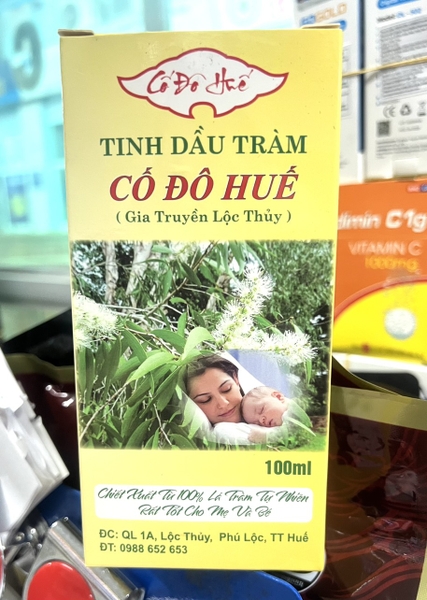 Cố Đô Huế
TINH DẦU TRÀM
CỐ ĐÔ HUẾ
( Gia Truyền Lộc Thủy )
100ml
Chiết Xuất Từ 100% Lá Tràm Tự Nhiên
Rất Tốt Cho Mẹ Và Bé
ĐC: QL 1A, Lộc Thủy, Phú Lộc, TT Huế
ĐT: 0988 652 653
C1g
VITAMIN C
1000mg